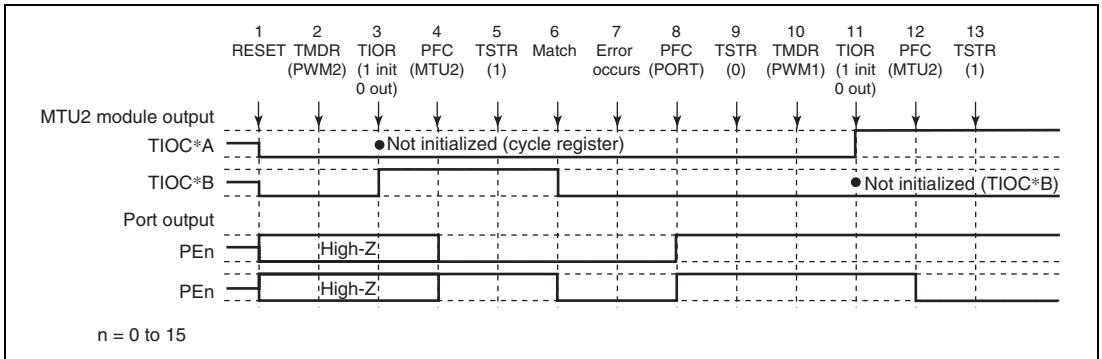 1 2 3 4 5 6 7 8 9 10 11 12 13
RESET TMDR TIOR PFC TSTR Match Error PFC TSTR TMDR TIOR PFC TSTR
(PWM2) (1 init (MTU2) (1) occurs (PORT) (0) (PWM1) (1 init (MTU2) (1)
0 out) 0 out)
MTU2 module output
TIOC*A ●Not initialized (cycle register)
TIOC*B ● Not initialized (TIOC*B)
Port output
PEn High-Z
PEn High-Z
n = 0 to 15